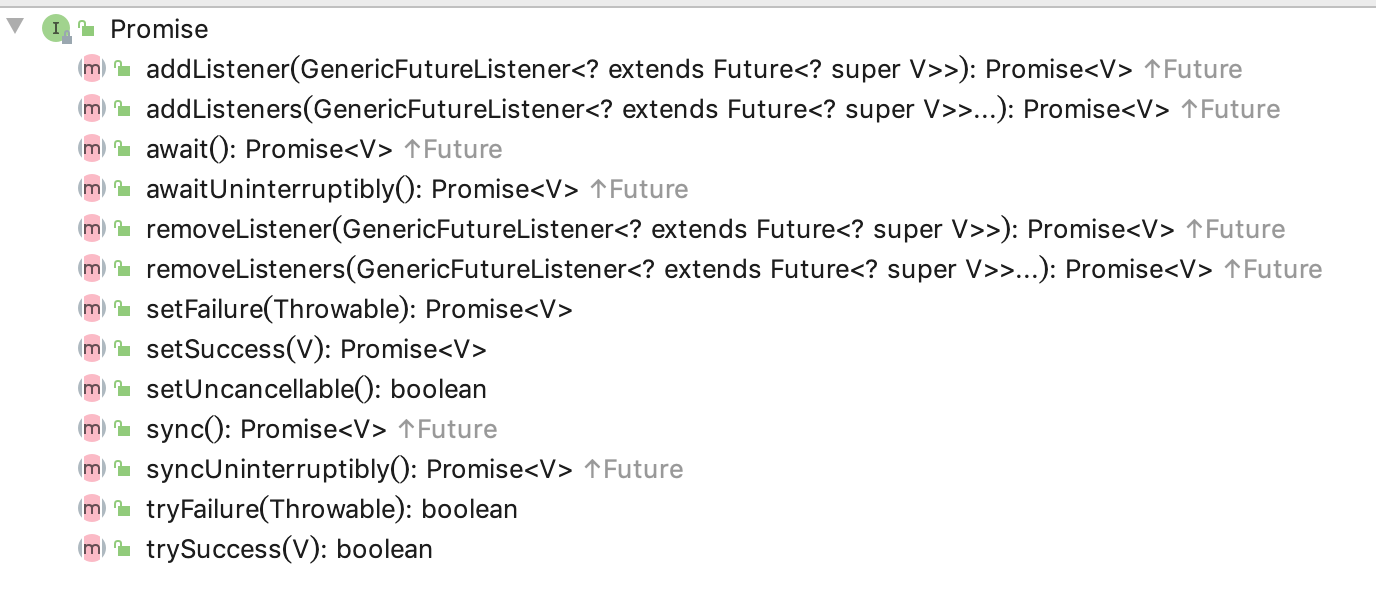 Promise
addListener(GenericFutureListener<? extends Future<? super V>>): Promise<V> ↑Future
addListeners(GenericFutureListener<? extends Future<? super V>>...): Promise<V> ↑Future
await(): Promise<V> ↑Future
awaitUninterruptibly(): Promise<V> ↑Future
removeListener(GenericFutureListener<? extends Future<? super V>>): Promise<V> ↑Future
removeListeners(GenericFutureListener<? extends Future<? super V>>...): Promise<V> ↑Future
setFailure(Throwable): Promise<V>
setSuccess(V): Promise<V>
setUncancellable(): boolean
sync(): Promise<V> ↑Future
syncUninterruptibly(): Promise<V> ↑Future
tryFailure(Throwable): boolean
trySuccess(V): boolean